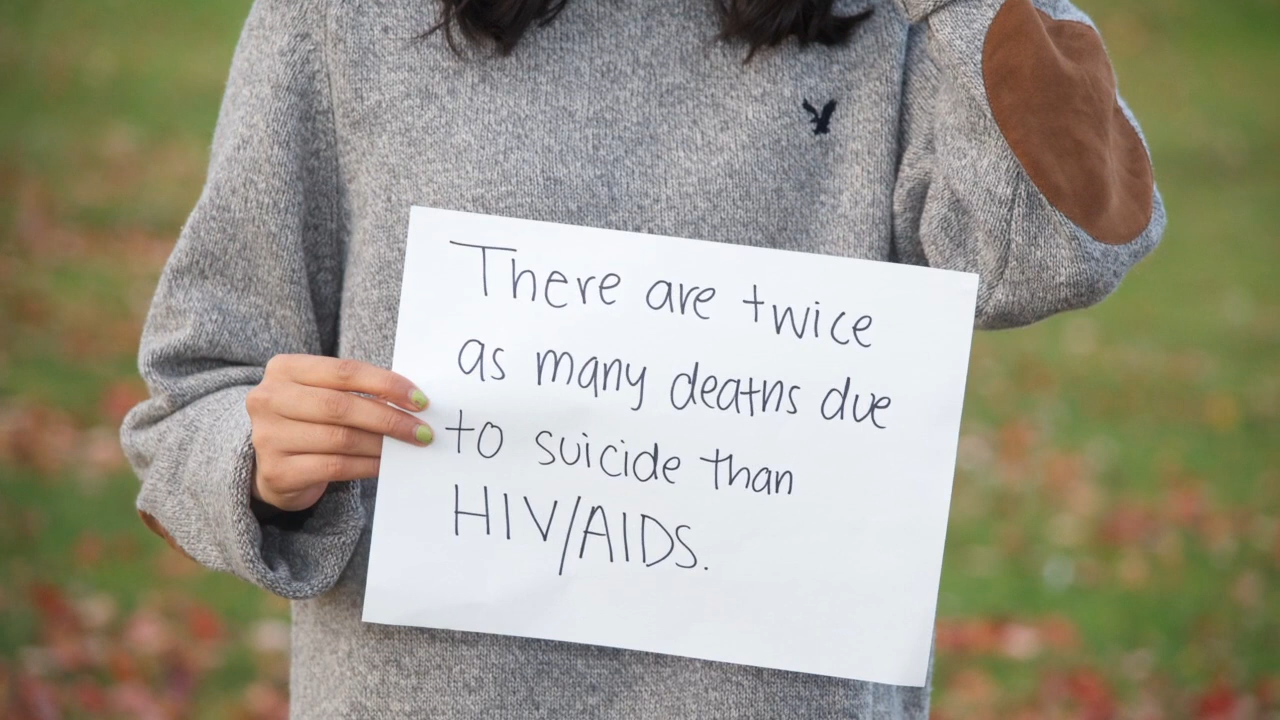 There are twice
as many deaths due
to suicide than
HIV/AIDS.